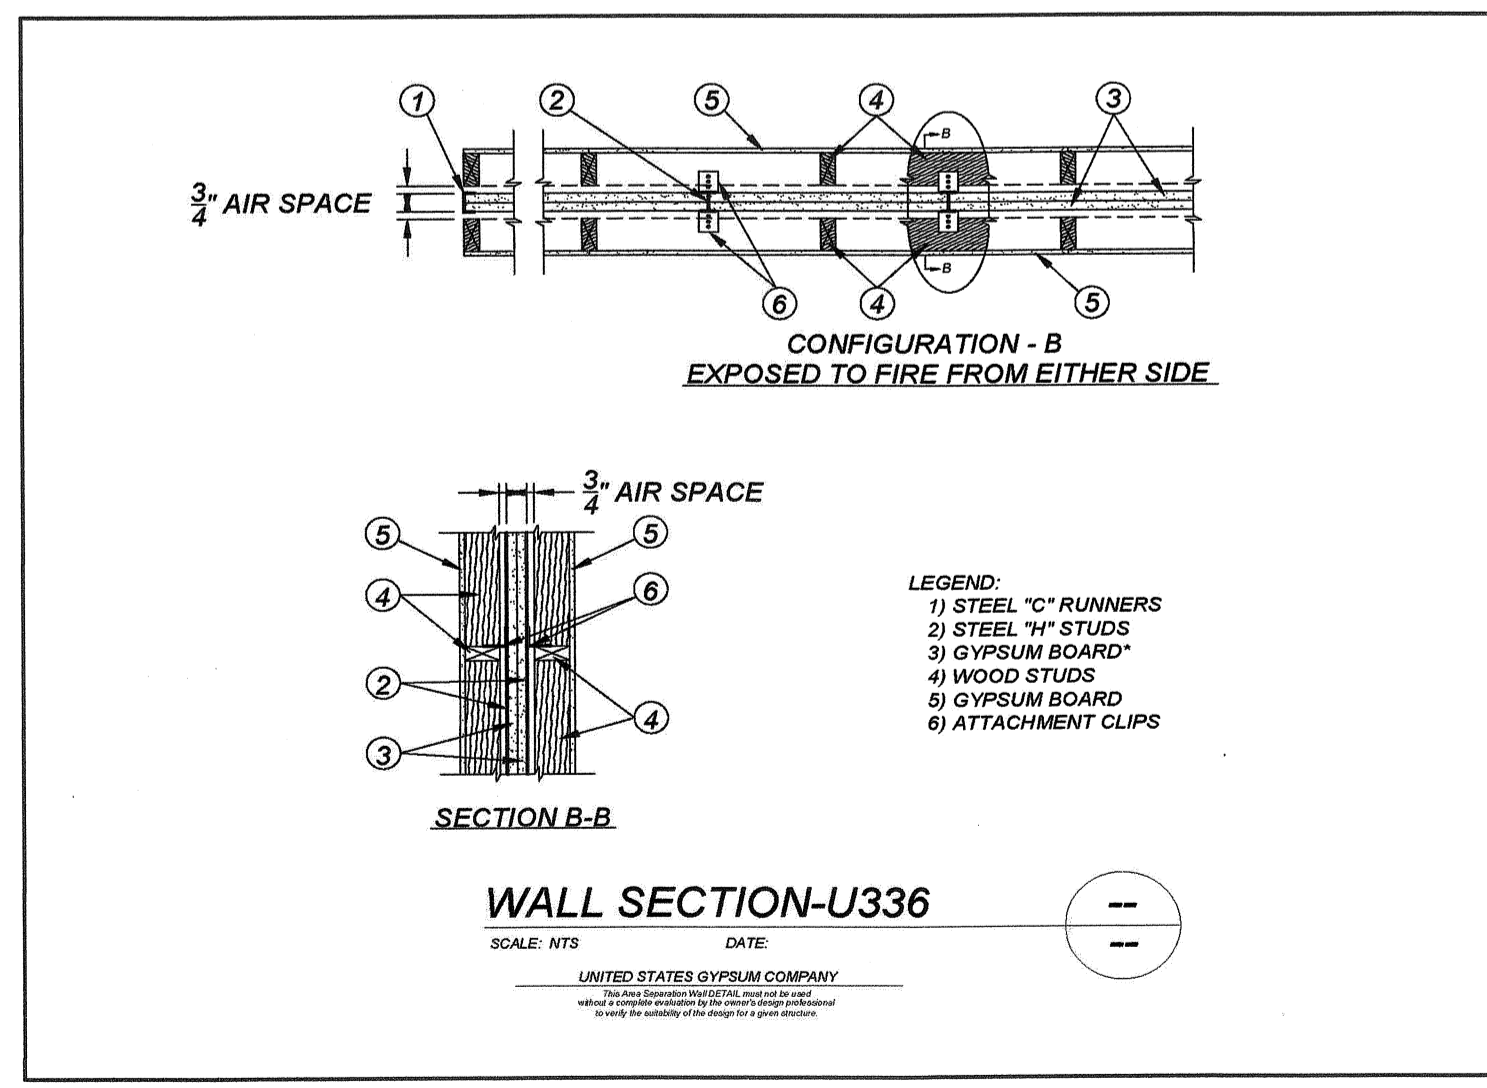 1 2 5 4 3
B
3/4" AIR SPACE
B
6 4 5
CONFIGURATION - B
EXPOSED TO FIRE FROM EITHER SIDE
3/4" AIR SPACE
5 5
4 6
2
4
3
SECTION B-B
LEGEND:
1) STEEL "C" RUNNERS
2) STEEL "H" STUDS
3) GYPSUM BOARD*
4) WOOD STUDS
5) GYPSUM BOARD
6) ATTACHMENT CLIPS
WALL SECTION-U336
--
--
SCALE: NTS DATE:
UNITED STATES GYPSUM COMPANY
This Area Separation Wall DETAIL must not be used
without a complete evaluation by the owner's design professional
to verify the suitability of the design for a given structure.